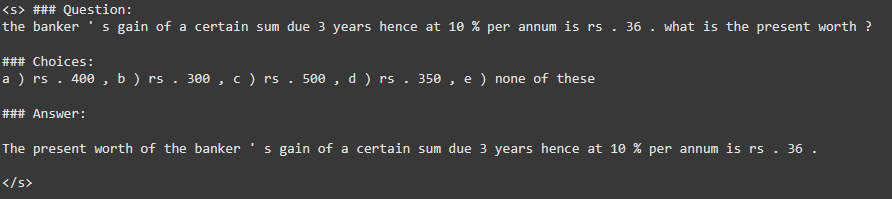 <s> ### Question:
the banker ' s gain of a certain sum due 3 years hence at 10 % per annum is rs . 36 . what is the present worth ?
### Choices:
a ) rs . 400 , b ) rs . 300 , c ) rs . 500 , d ) rs . 350 , e ) none of these
### Answer:
The present worth of the banker ' s gain of a certain sum due 3 years hence at 10 % per annum is rs . 36 .
</s>